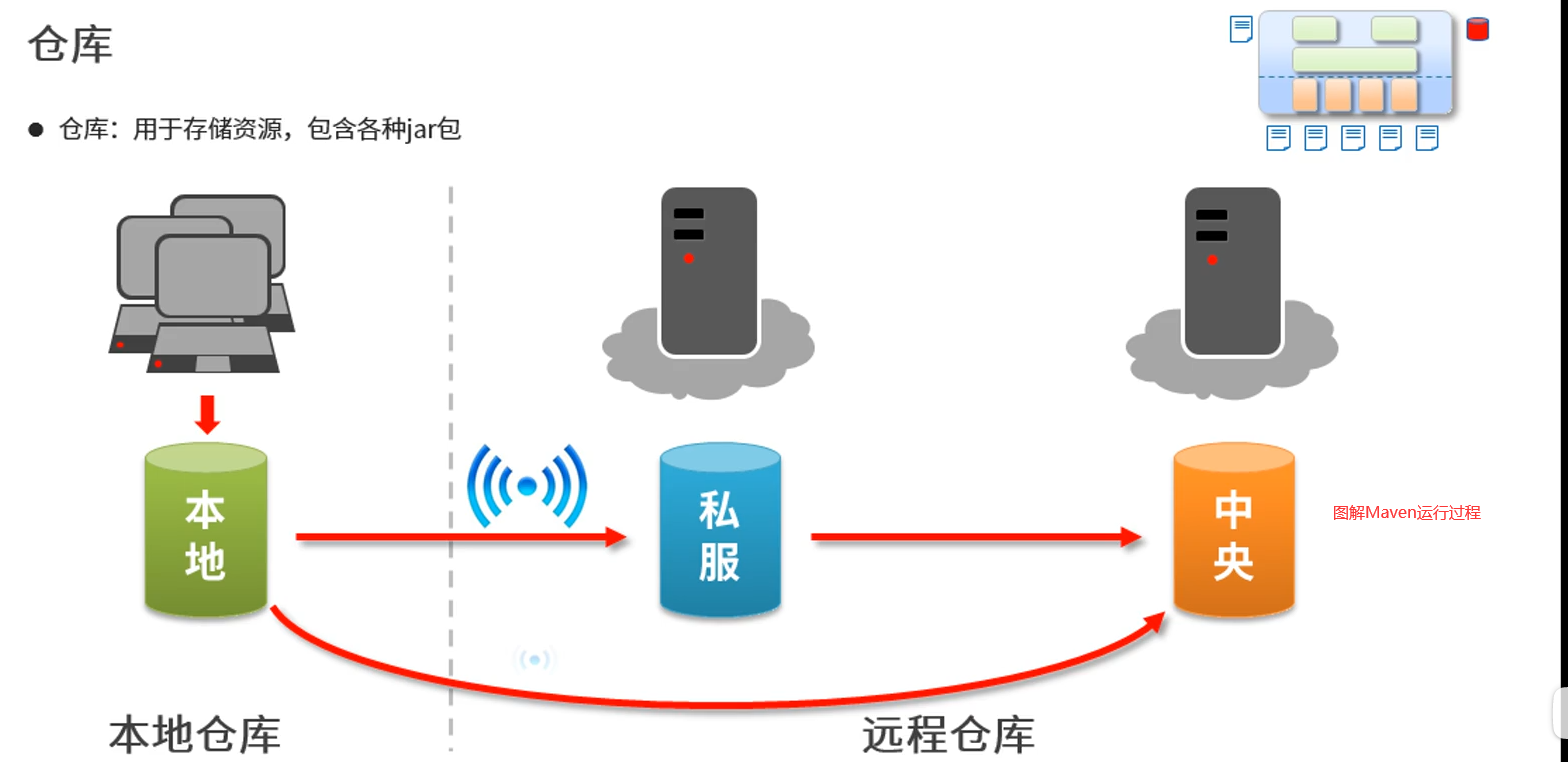 仓库
● 仓库：用于存储资源，包含各种jar包
本地
私服
中央
图解Maven运行过程
本地仓库
远程仓库